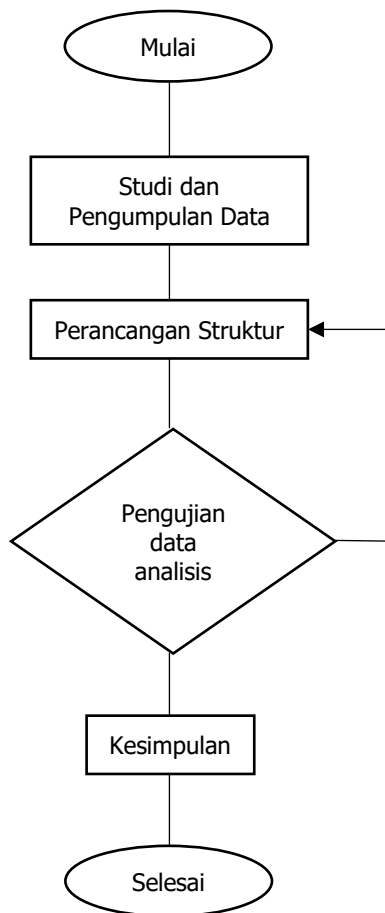 Mulai
Studi dan
Pengumpulan Data
Perancangan Struktur
Pengujian
data
analisis
Kesimpulan
Selesai